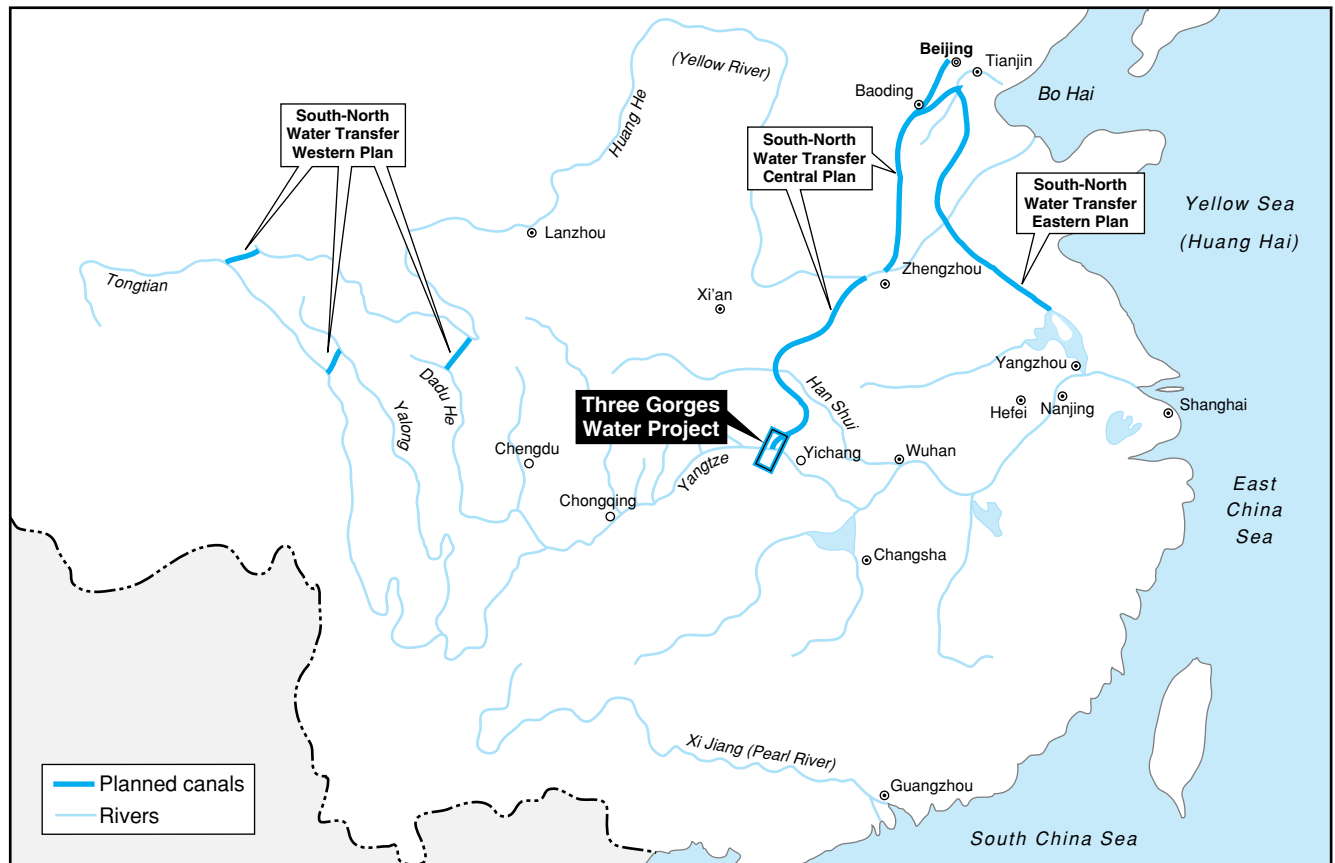 Beijing
Tianjin
(Yellow River)
Baoding
Bo Hai
South-North
Water Transfer
Western Plan
Huang He
South-North
Water Transfer
Central Plan
South-North
Water Transfer
Eastern Plan
Yellow Sea
(Huang Hai)
Lanzhou
Tongtian
Zhengzhou
Xi'an
Yangzhou
Dadu He
Han Shui
Three Gorges
Water Project
Hefei
Nanjing
Shanghai
Yalong
Chengdu
Yichang
Wuhan
Yangtze
Chongqing
East
China
Sea
Changsha
Xi Jiang (Pearl River)
Planned canals
Rivers
Guangzhou
South China Sea